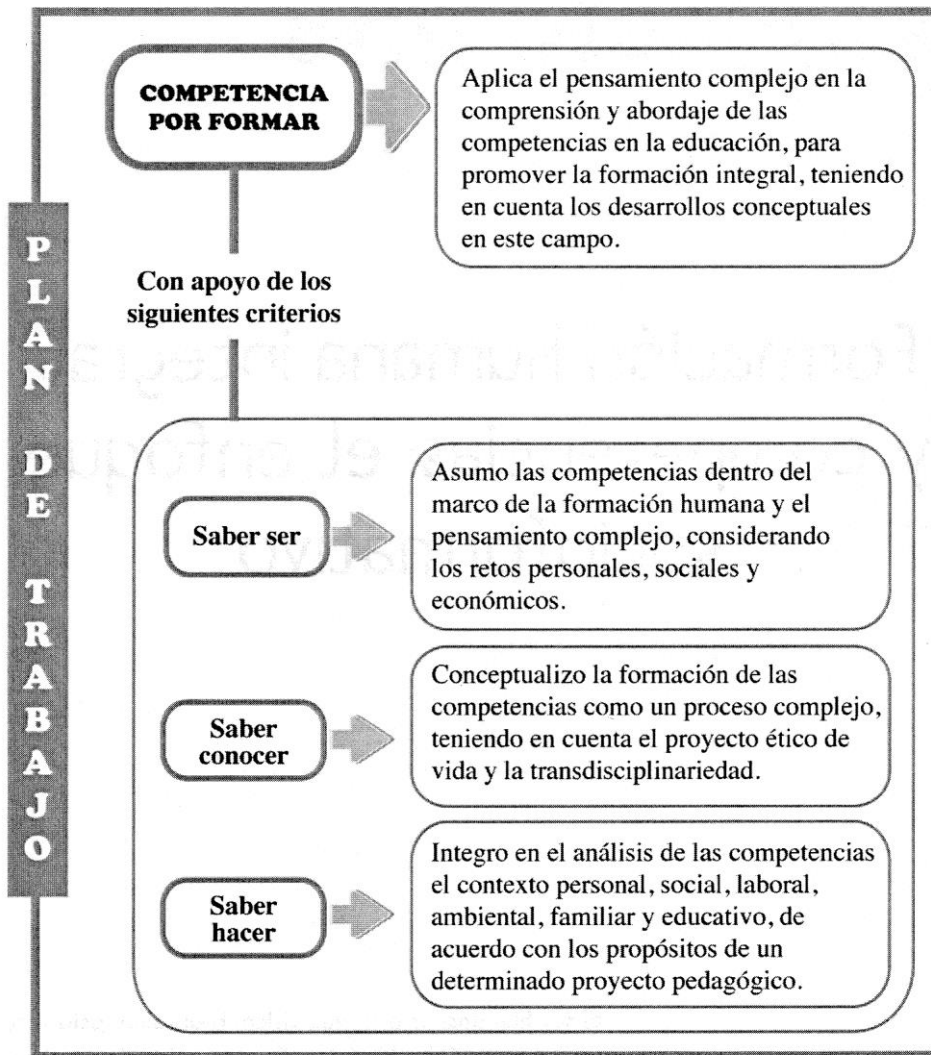 PLAN DE TRABAJO
COMPETENCIA
POR FORMAR
Aplica el pensamiento complejo en la
comprensión y abordaje de las
competencias en la educación, para
promover la formación integral, teniendo
en cuenta los desarrollos conceptuales
en este campo.
Con apoyo de los
siguientes criterios
Saber ser
Asumo las competencias dentro del
marco de la formación humana y el
pensamiento complejo, considerando
los retos personales, sociales y
económicos.
Saber
conocer
Conceptualizo la formación de las
competencias como un proceso complejo,
teniendo en cuenta el proyecto ético de
vida y la transdisciplinariedad.
Saber
hacer
Integro en el análisis de las competencias
el contexto personal, social, laboral,
ambiental, familiar y educativo, de
acuerdo con los propósitos de un
determinado proyecto pedagógico.